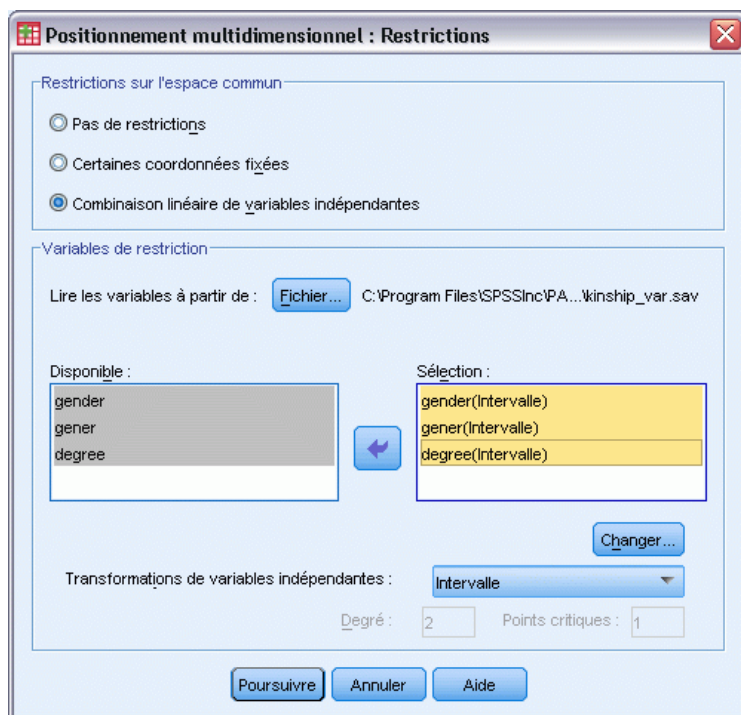 Positionnement multidimensionnel : Restrictions
Restrictions sur l'espace commun
Pas de restrictions
Certaines coordonnées fixées
Combinaison linéaire de variables indépendantes
Variables de restriction
Lire les variables à partir de : Fichier... C:\Program Files\SPSSInc\PA...\kinship_var.sav
Disponible : Sélection :
gender gender(Intervalle)
gener gener(Intervalle)
degree degree(Intervalle)
Changer...
Transformations de variables indépendantes : Intervalle
Degré : 2 Points critiques : 1
Poursuivre Annuler Aide